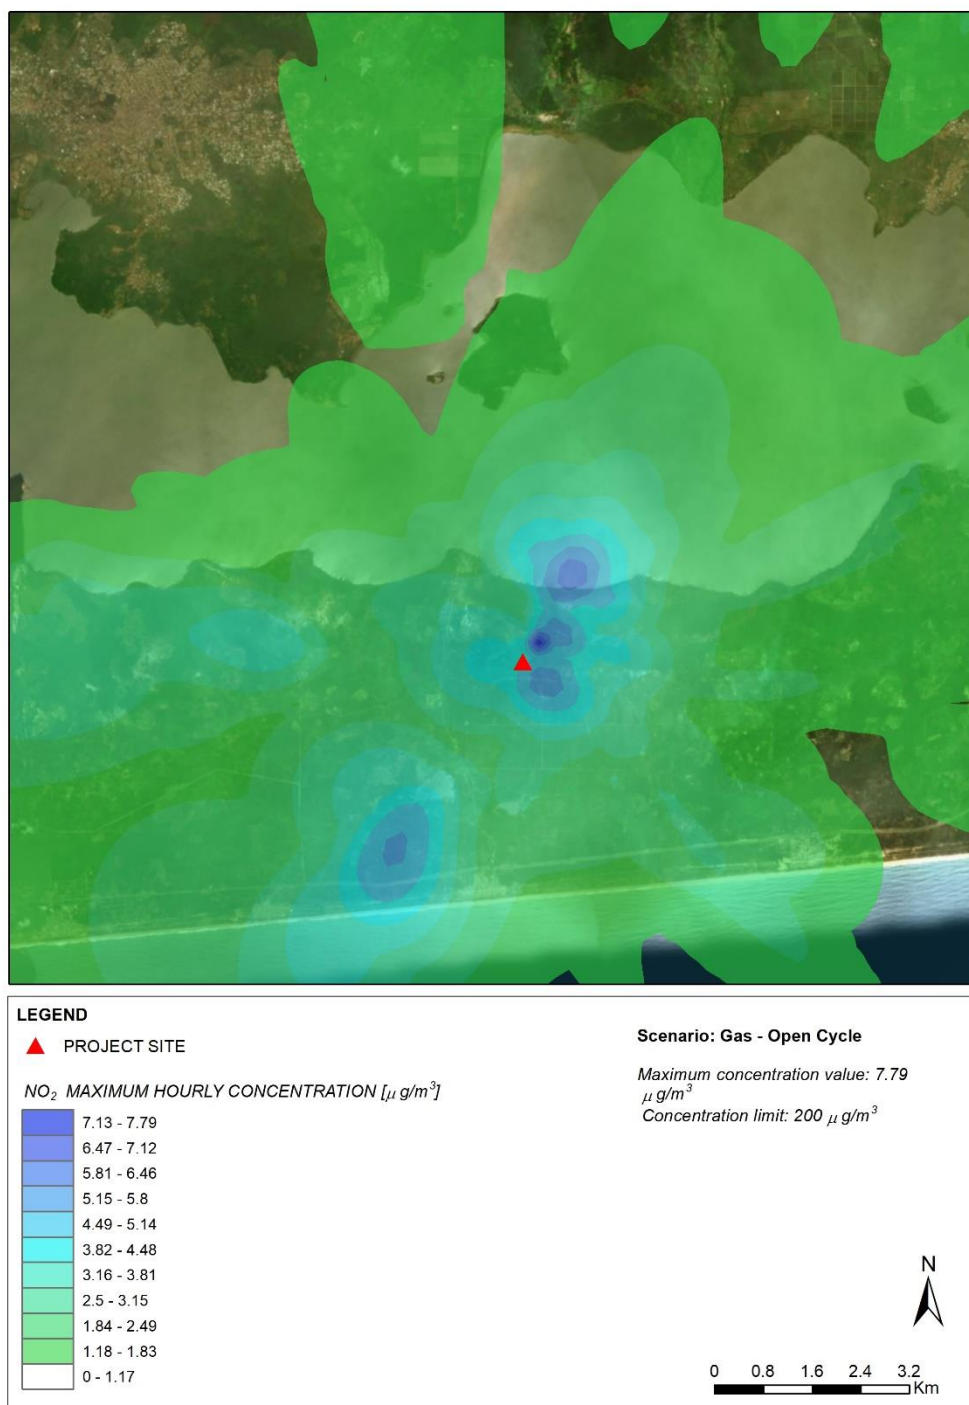 LEGEND
PROJECT SITE
NO₂ MAXIMUM HOURLY CONCENTRATION [µ g/m³]
7.13 - 7.79
6.47 - 7.12
5.81 - 6.46
5.15 - 5.8
4.49 - 5.14
3.82 - 4.48
3.16 - 3.81
2.5 - 3.15
1.84 - 2.49
1.18 - 1.83
0 - 1.17
Scenario: Gas - Open Cycle
Maximum concentration value: 7.79
µ g/m³
Concentration limit: 200 µ g/m³
N
0 0.8 1.6 2.4 3.2
Km